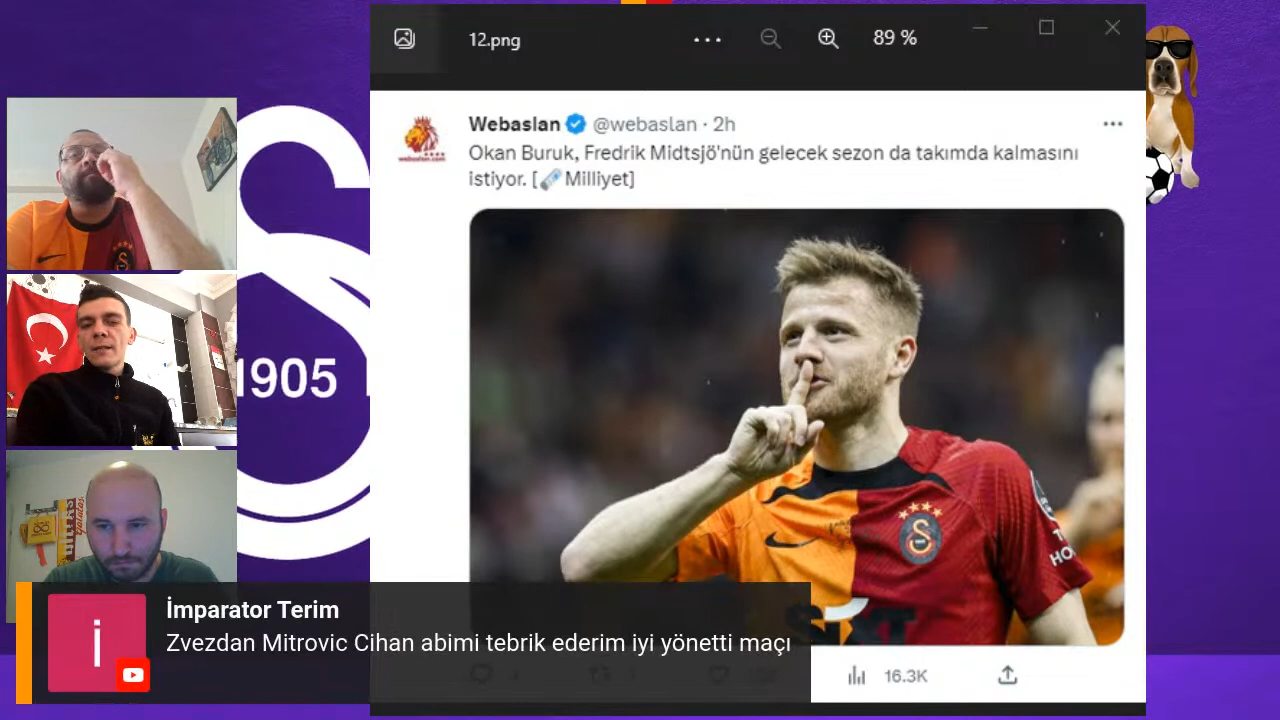 12.png
89 %
Webaslan @webaslan · 2h
Okan Buruk, Fredrik Midtsjö'nün gelecek sezon da takımda kalmasını
istiyor. [🗞️Milliyet]
1905
SIXT
İmparator Terim
Zvezdan Mitrovic Cihan abimi tebrik ederim iyi yönetti maçı
İ
16.3K